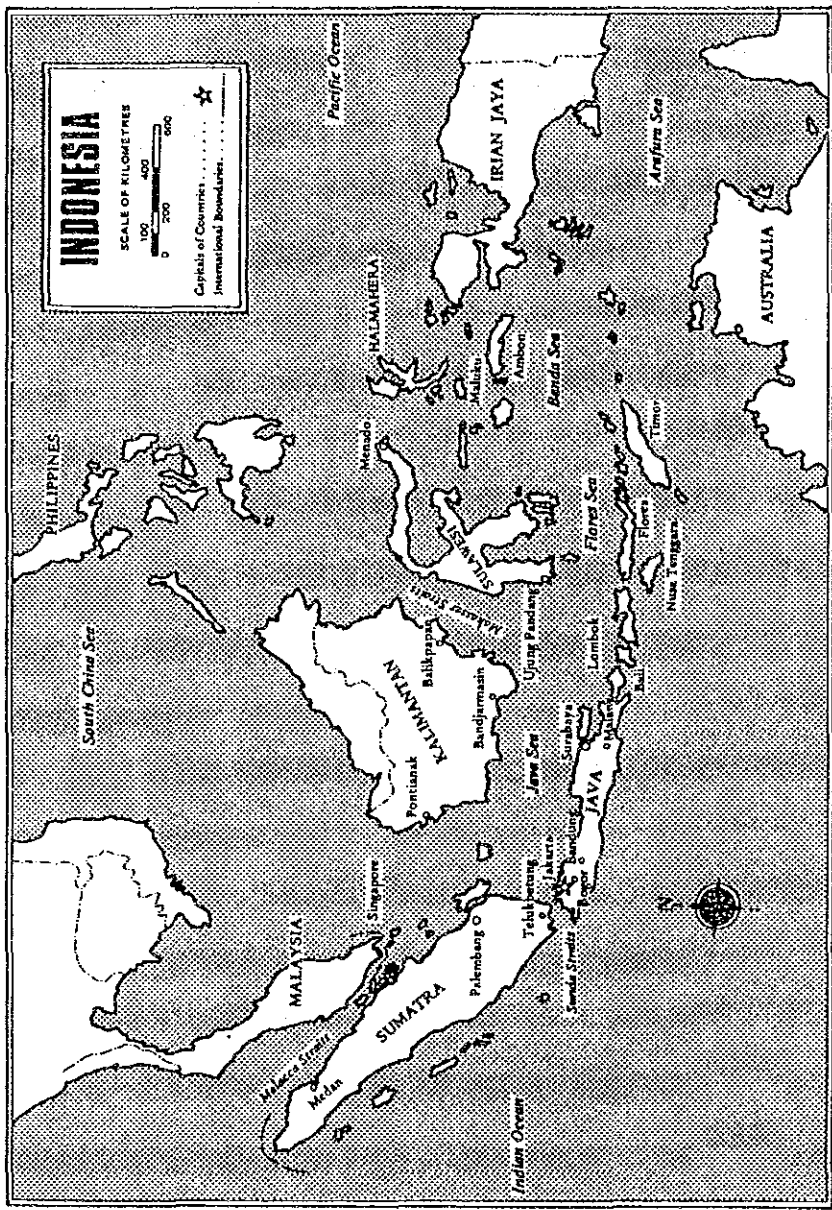 INDONESIA
SCALE OF KILOMETRES
100 400
0 200 600
Capitals of Countries . . . . . . .
International Boundaries . . . . .
Pacific Ocean
PHILIPPINES
South China Sea
HALMAHERA
IRIAN JAYA
Menado
MALAYSIA
Singapore
Malacca Straits
Medan
SUMATRA
Palembang
Telukbetung
Sunda Straits
Indian Ocean
Pontianak
KALIMANTAN
Balikpapan
Bandjarmasin
Makasar Strait
SULAWESI
Ujung Pandang
Maluku
Ambon
Banda Sea
Arafura Sea
Java Sea
Flores Sea
Jakarta
Bogor
Bandung
JAVA
Surabaya
Malang
Bali
Lombok
Flores
Nusa Tenggara
Timor
AUSTRALIA
N